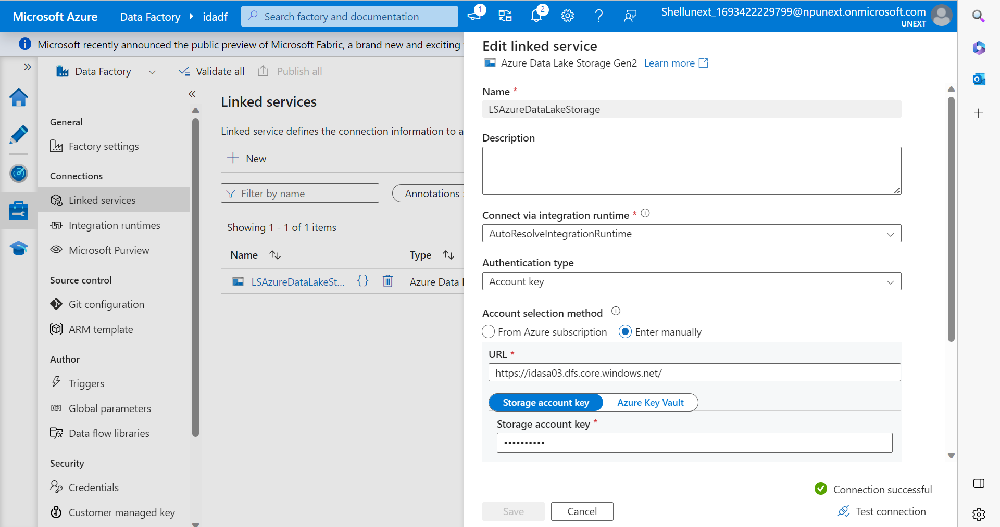 Microsoft Azure
Data Factory
idadf
Search factory and documentation
1
2
Shellunext_1693422229799@npunext.onmicrosoft.com
UNEXT
Microsoft recently announced the public preview of Microsoft Fabric, a brand new and exciting
Data Factory
Validate all
Publish all
General
Factory settings
Connections
Linked services
Integration runtimes
Microsoft Purview
Source control
Git configuration
ARM template
Author
Triggers
Global parameters
Data flow libraries
Security
Credentials
Customer managed key
Linked services
Linked service defines the connection information to a
New
Filter by name
Annotations :
Showing 1 - 1 of 1 items
Name
Type
LSAzureDataLakeSt...
{}
Azure Data
Edit linked service
Azure Data Lake Storage Gen2 Learn more
Name *
LSAzureDataLakeStorage
Description
Connect via integration runtime *
AutoResolveIntegrationRuntime
Authentication type
Account key
Account selection method
From Azure subscription
Enter manually
URL *
https://idasa03.dfs.core.windows.net/
Storage account key
Azure Key Vault
Storage account key *
••••••••••
Connection successful
Save
Cancel
Test connection